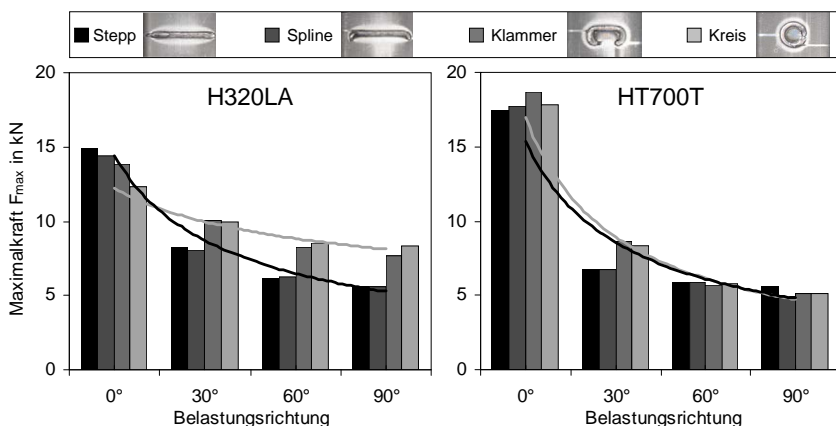 Stepp Spline Klammer Kreis
H320LA HT700T
Maximalkraft Fmax in kN
20
15
10
5
0
0° 30° 60° 90°
Belastungsrichtung
20
15
10
5
0
0° 30° 60° 90°
Belastungsrichtung